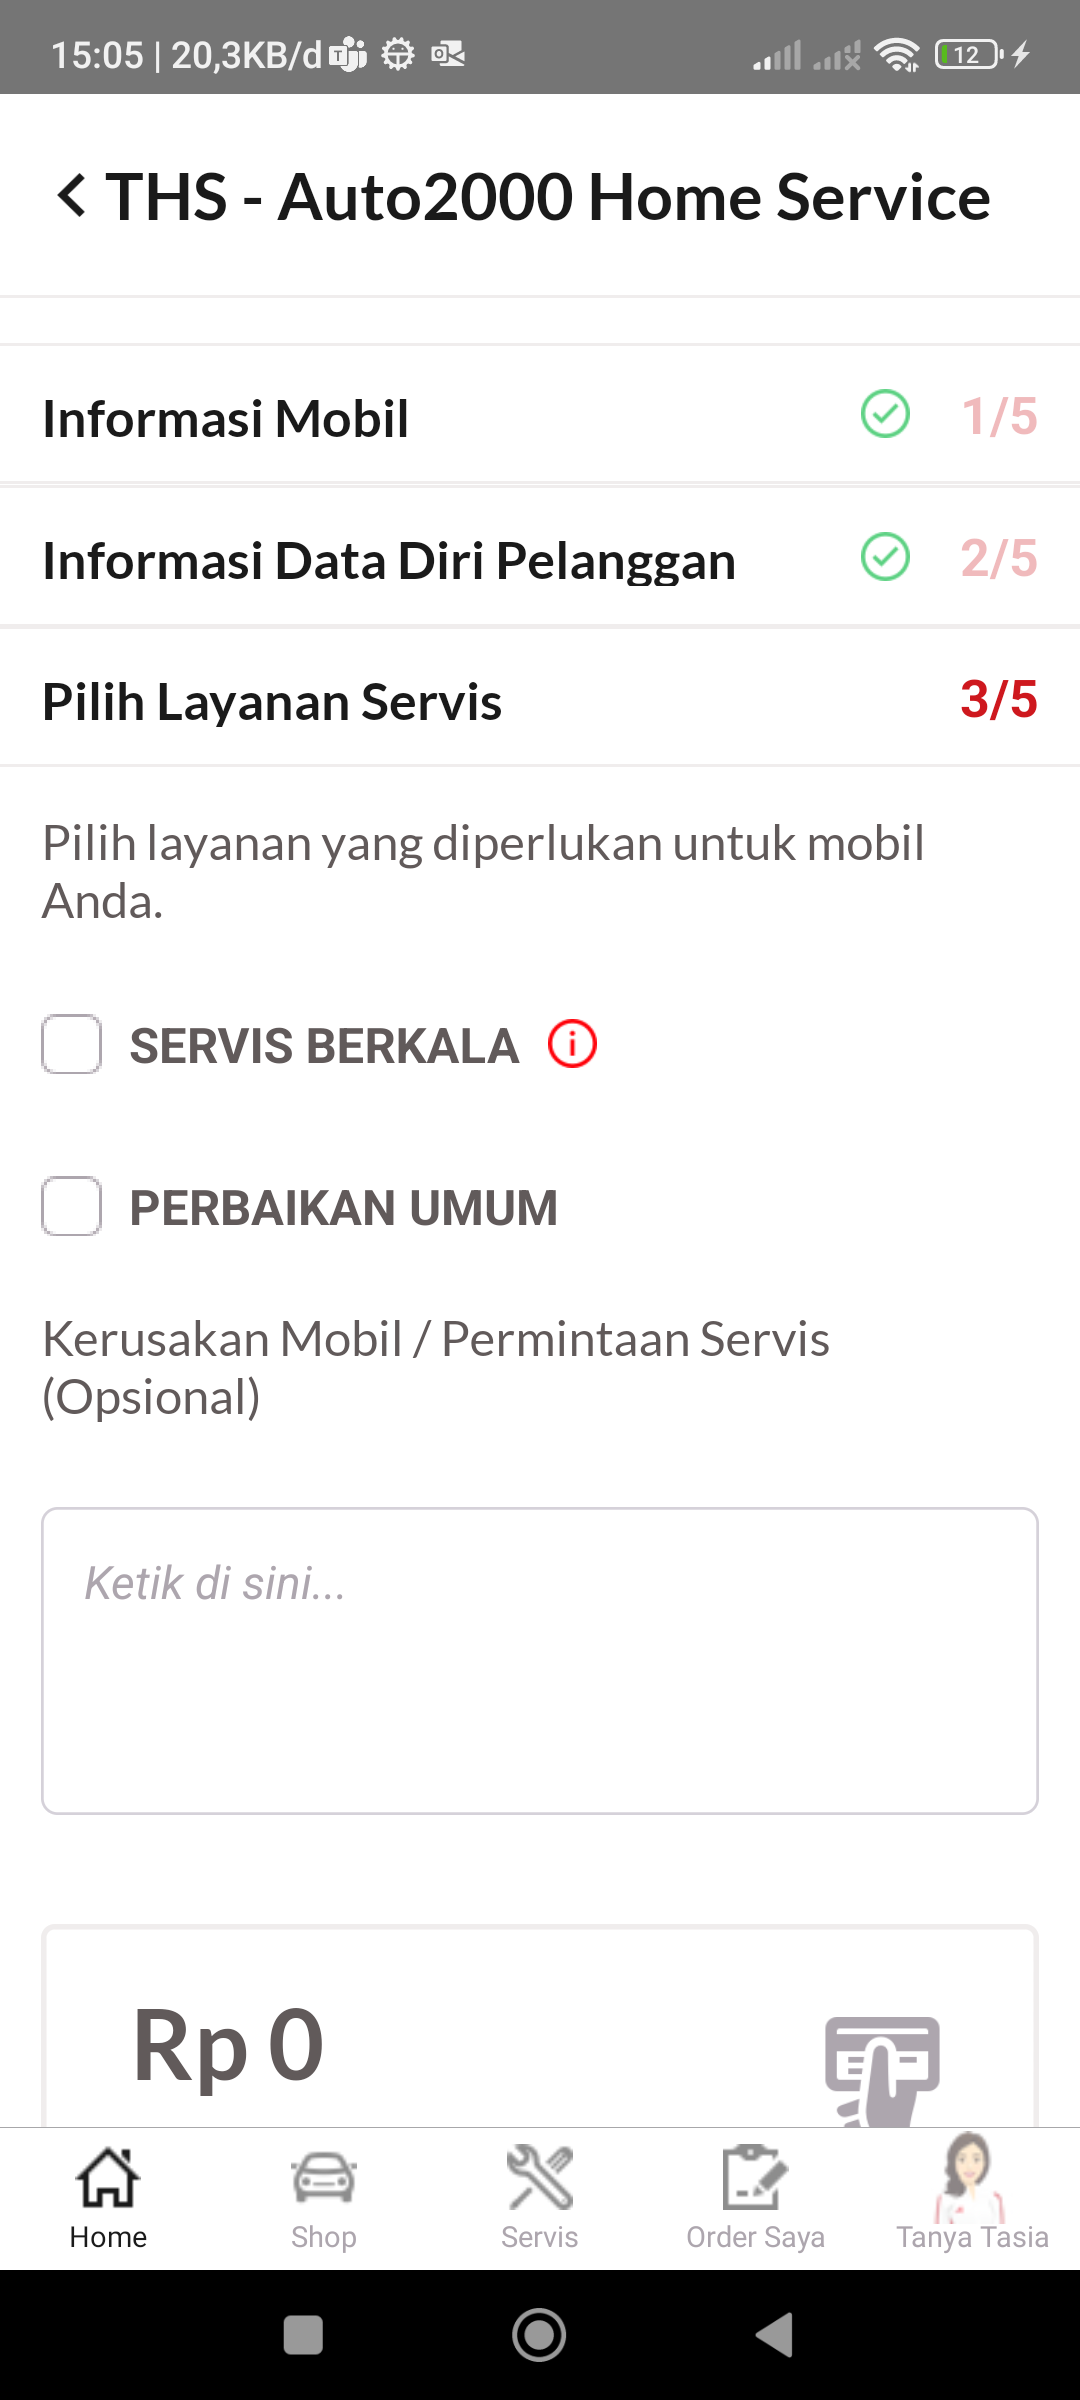 15:05 | 20,3KB/d
12
THS - Auto2000 Home Service
Informasi Mobil 1/5
Informasi Data Diri Pelanggan 2/5
Pilih Layanan Servis 3/5
Pilih layanan yang diperlukan untuk mobil
Anda.
SERVIS BERKALA
PERBAIKAN UMUM
Kerusakan Mobil / Permintaan Servis
(Opsional)
Ketik di sini...
Rp 0
Home Shop Servis Order Saya Tanya Tasia